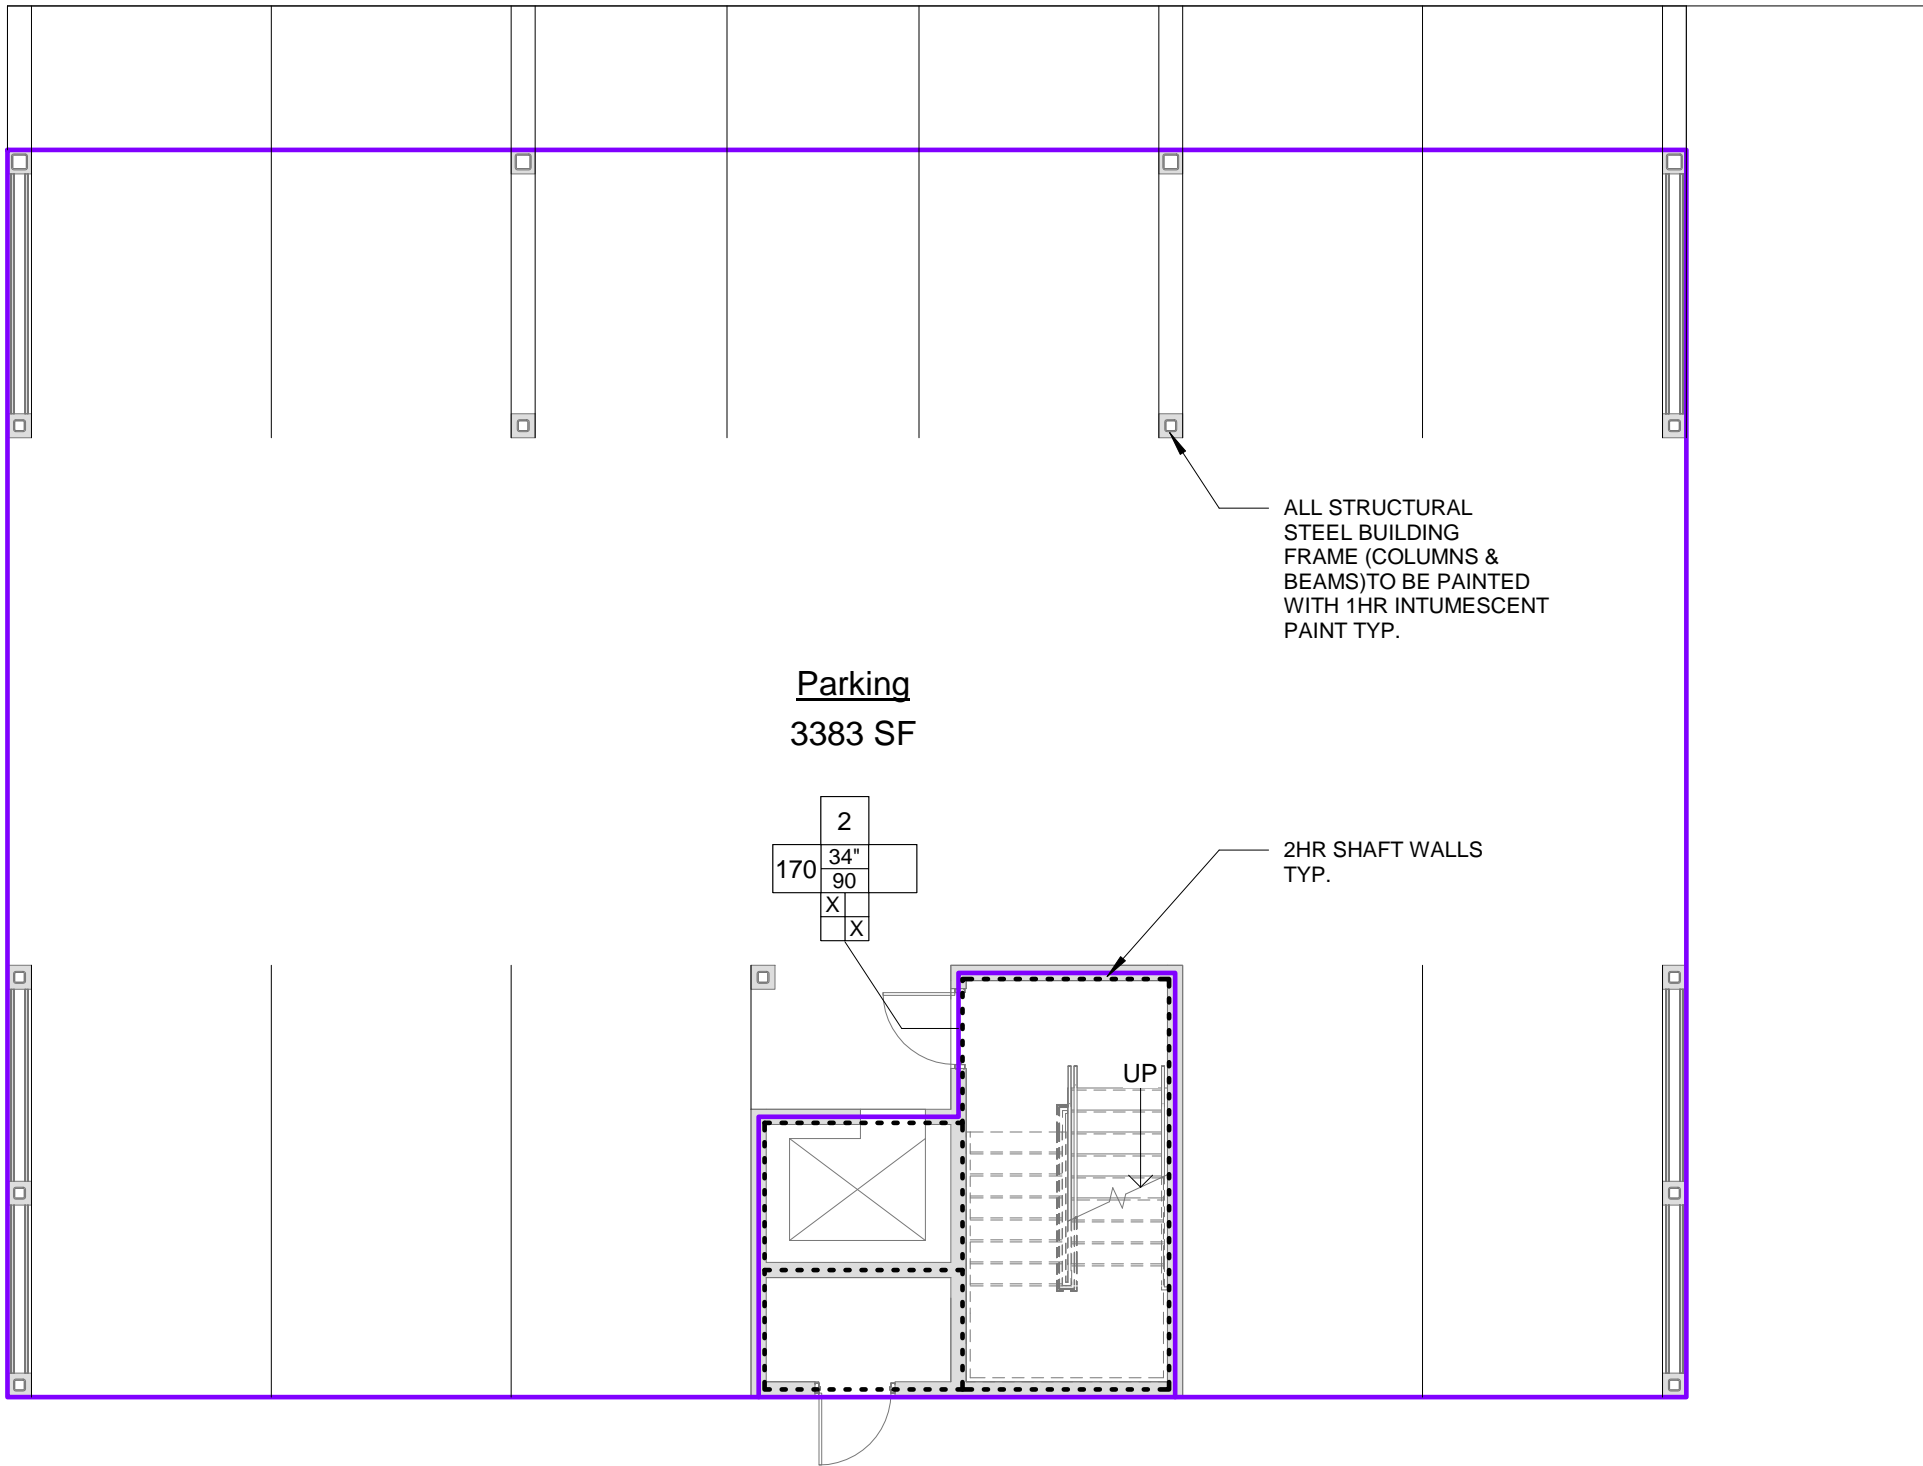 ALL STRUCTURAL
STEEL BUILDING
FRAME (COLUMNS &
BEAMS)TO BE PAINTED
WITH 1HR INTUMESCENT
PAINT TYP.
Parking
3383 SF
2
170 34"
90
X
X
2HR SHAFT WALLS
TYP.
UP